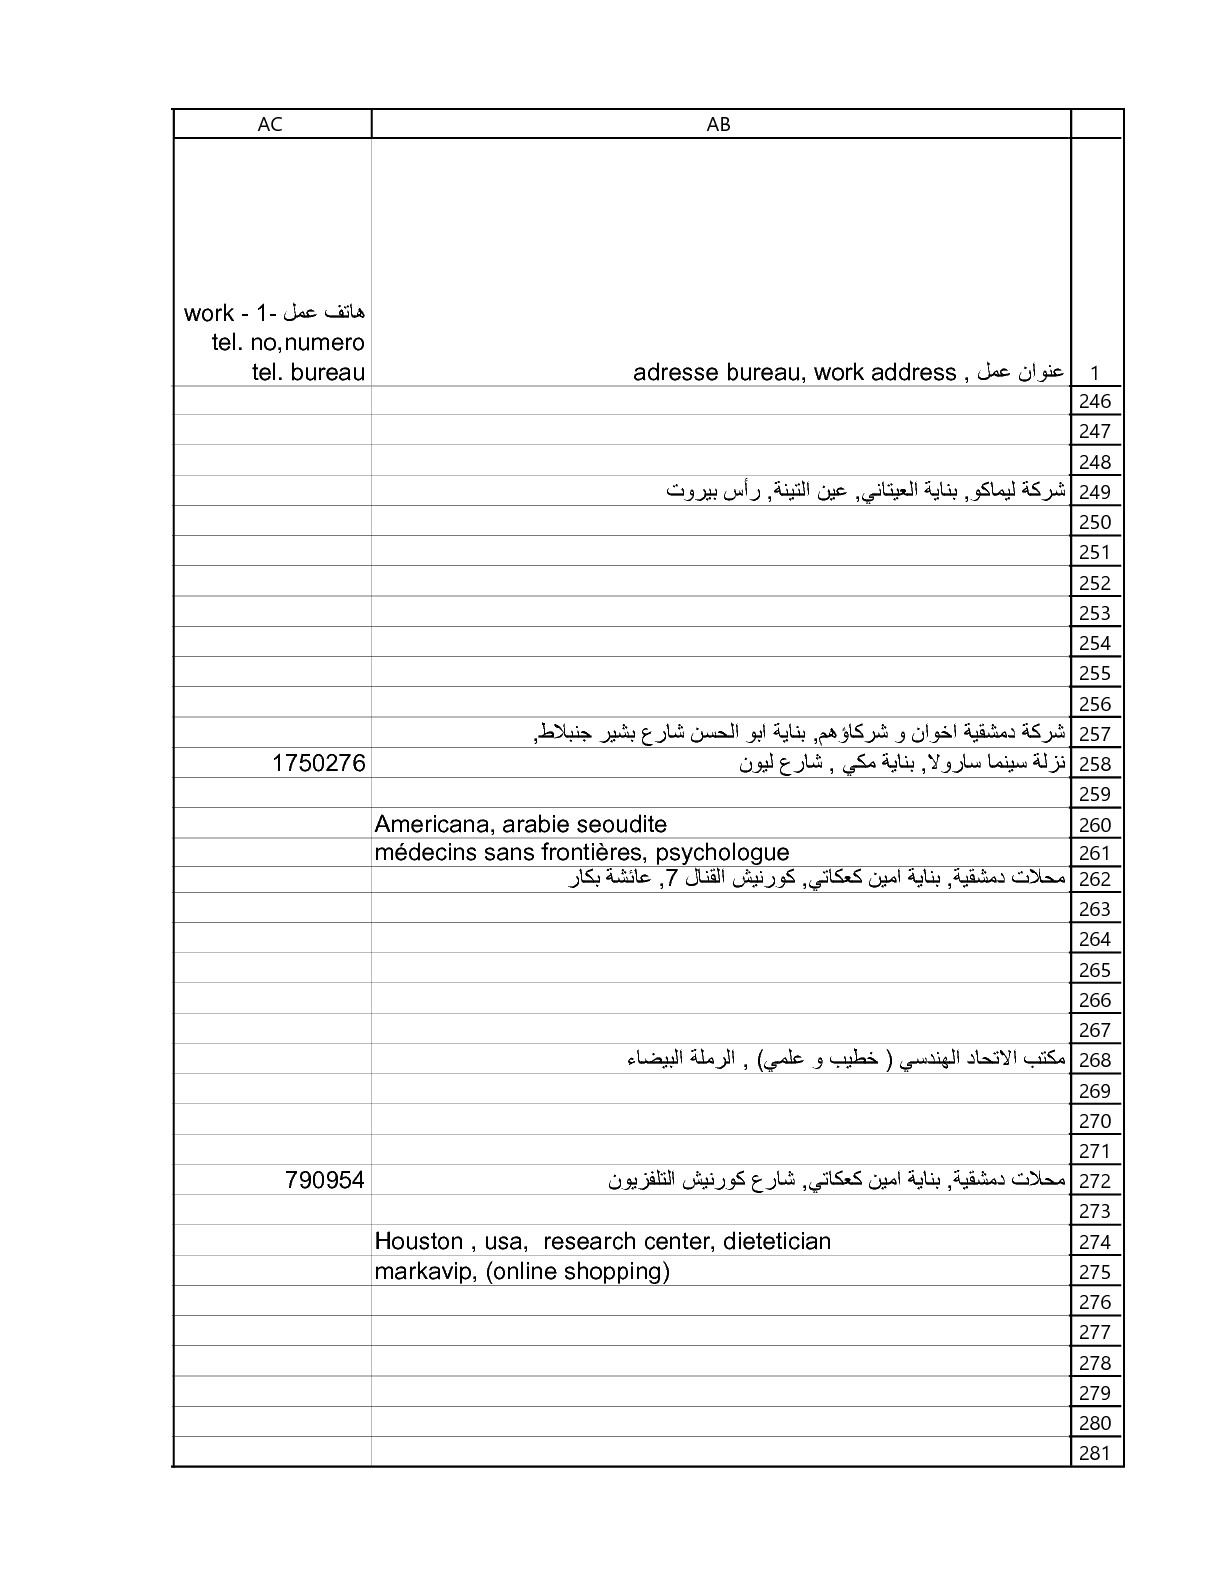 AB	AC
1	عنوان عمل , adresse bureau, work address	هاتف عمل -1 - work
tel. no,numero
tel. bureau
246
247
248
249	شركة ليماكو, بناية العيتاني, عين التينة, رأس بيروت
250
251
252
253
254
255
256
257	شركة دمشقية اخوان و شركاؤهم, بناية ابو الحسن شارع بشير جنبلاط,
258	نزلة سينما سارولا, بناية مكي , شارع ليون	1750276
259
260	Americana, arabie seoudite
261	médecins sans frontières, psychologue
262	محلات دمشقية, بناية امين كعكاتي, كورنيش القنال 7, عائشة بكار
263
264
265
266
267
268	مكتب الاتحاد الهندسي ( خطيب و علمي) , الرملة البيضاء
269
270
271
272	محلات دمشقية, بناية امين كعكاتي, شارع كورنيش التلفزيون	790954
273
274	Houston , usa,  research center, dietetician
275	markavip, (online shopping)
276
277
278
279
280
281